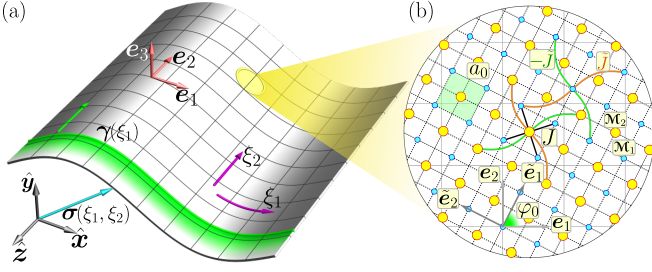 (a)
e₃
e₂
e₁
γ(ξ₁)
ξ₂
ξ₁
ŷ
σ(ξ₁, ξ₂)
x̂
ẑ
(b)
a₀
-J̃
J̃
M₂
M₁
J
e₂
ẽ₁
ẽ₂
φ₀
e₁